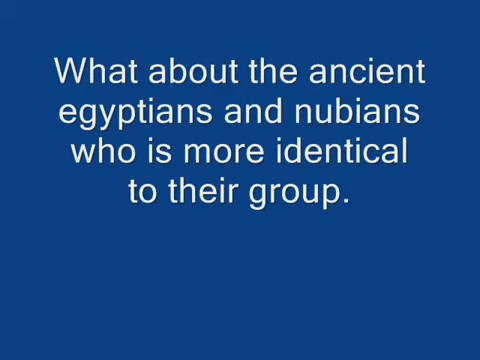 What about the ancient
egyptians and nubians
who is more identical
to their group.